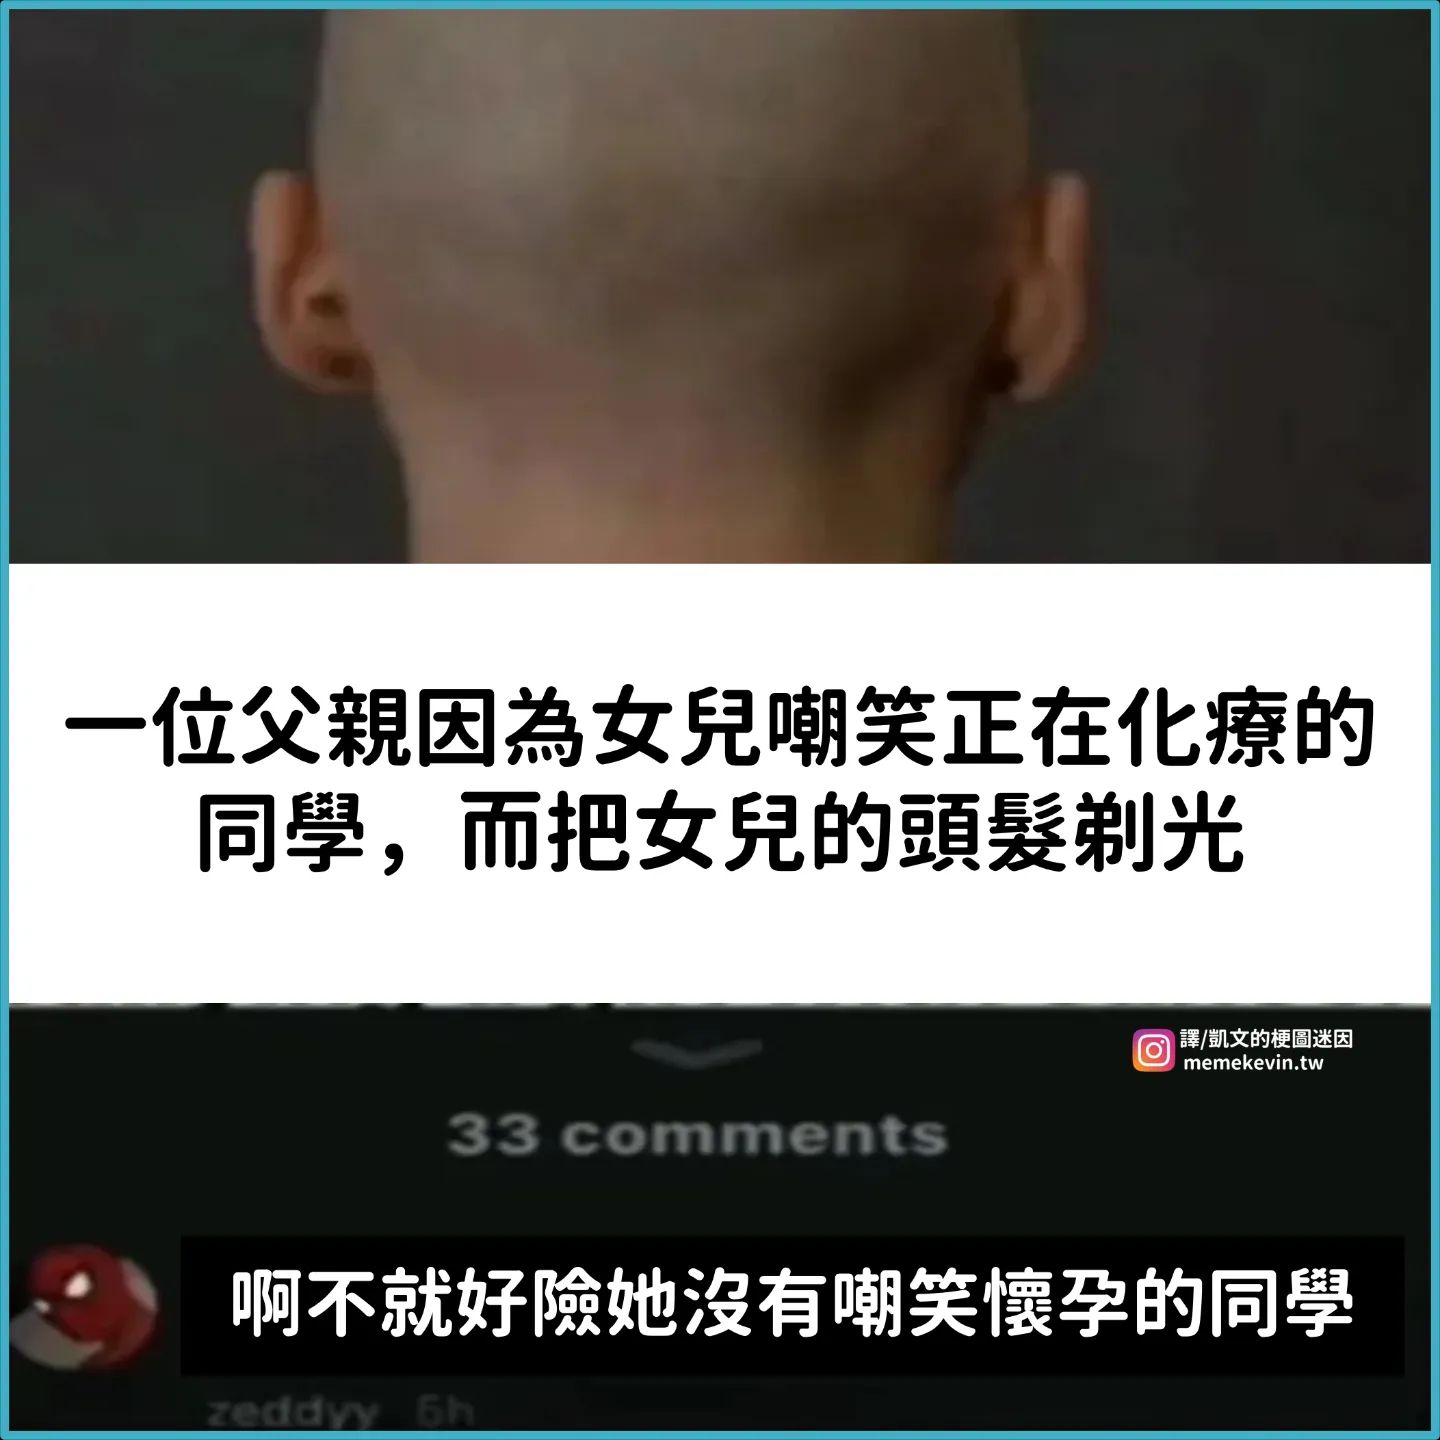 一位父親因為女兒嘲笑正在化療的
同學，而把女兒的頭髮剃光
譯/凱文的梗圖迷因
memekevin.tw
33 comments
啊不就好險她沒有嘲笑懷孕的同學
zeddyy 6h